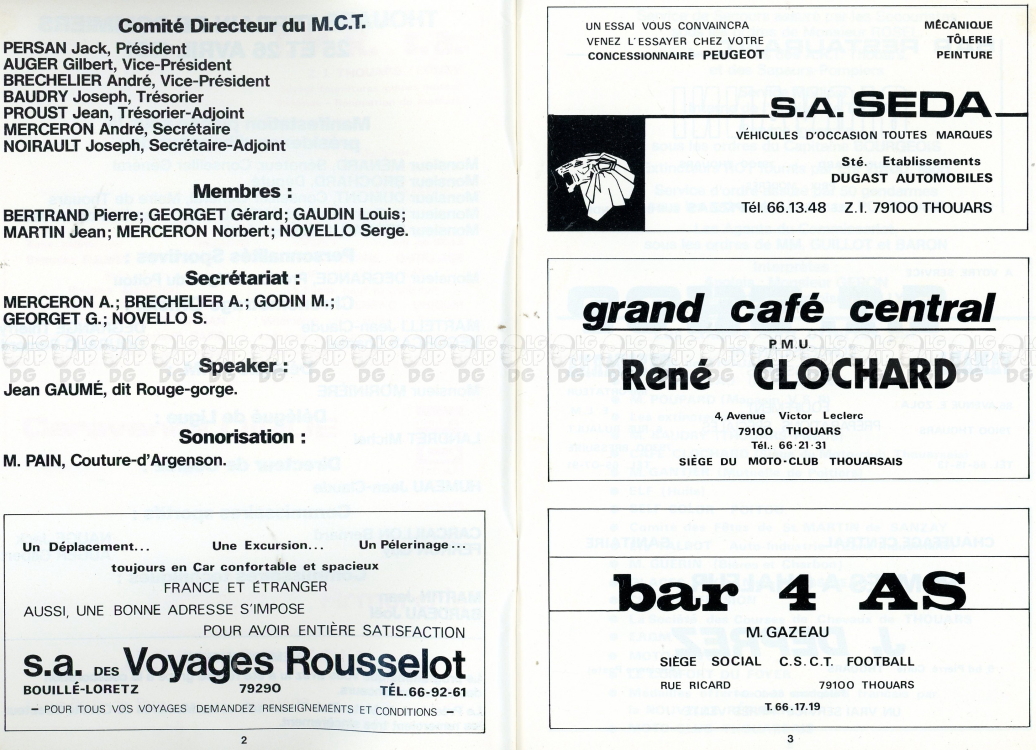 Comité Directeur du M.C.T.
PERSAN Jack, Président
AUGER Gilbert, Vice-Président
BRECHELIER André, Vice-Président
BAUDRY Joseph, Trésorier
PROUST Jean, Trésorier-Adjoint
MERCERON André, Secrétaire
NOIRAULT Joseph, Secrétaire-Adjoint
Membres :
BERTRAND Pierre; GEORGET Gérard; GAUDIN Louis;
MARTIN Jean; MERCERON Norbert; NOVELLO Serge.
Secrétariat :
MERCERON A.; BRECHELIER A.; GODIN M.;
GEORGET G.; NOVELLO S.
Speaker :
Jean GAUMÉ, dit Rouge-gorge.
Sonorisation :
M. PAIN, Couture-d'Argenson.
Un Déplacement... Une Excursion... Un Pélerinage...
toujours en Car confortable et spacieux
FRANCE ET ÉTRANGER
AUSSI, UNE BONNE ADRESSE S'IMPOSE
POUR AVOIR ENTIÈRE SATISFACTION
s.a. DES Voyages Rousselot
BOUILLÉ-LORETZ 79290 TÉL. 66-92-61
– POUR TOUS VOS VOYAGES DEMANDEZ RENSEIGNEMENTS ET CONDITIONS –
2
UN ESSAI VOUS CONVAINCRA
VENEZ L'ESSAYER CHEZ VOTRE
CONCESSIONNAIRE PEUGEOT
MÉCANIQUE
TÔLERIE
PEINTURE
S.A. SEDA
VÉHICULES D'OCCASION TOUTES MARQUES
Sté. Etablissements
DUGAST AUTOMOBILES
Tél. 66.13.48 Z.I. 79100 THOUARS
grand café central
P.M.U.
René CLOCHARD
4, Avenue Victor Leclerc
79100 THOUARS
Tél.: 66·21·31
SIÈGE DU MOTO-CLUB THOUARSAIS
bar 4 AS
M. GAZEAU
SIÈGE SOCIAL C.S.C.T. FOOTBALL
RUE RICARD 79100 THOUARS
T. 66.17.19
3